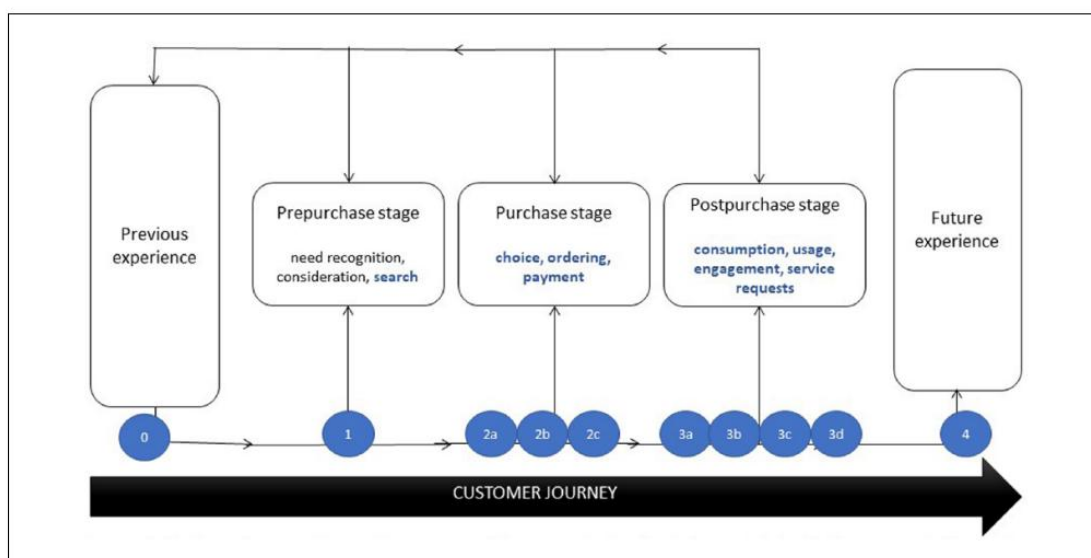 Previous
experience
Prepurchase stage
need recognition,
consideration, search
Purchase stage
choice, ordering,
payment
Postpurchase stage
consumption, usage,
engagement, service
requests
Future
experience
0
1
2a
2b
2c
3a
3b
3c
3d
4
CUSTOMER JOURNEY